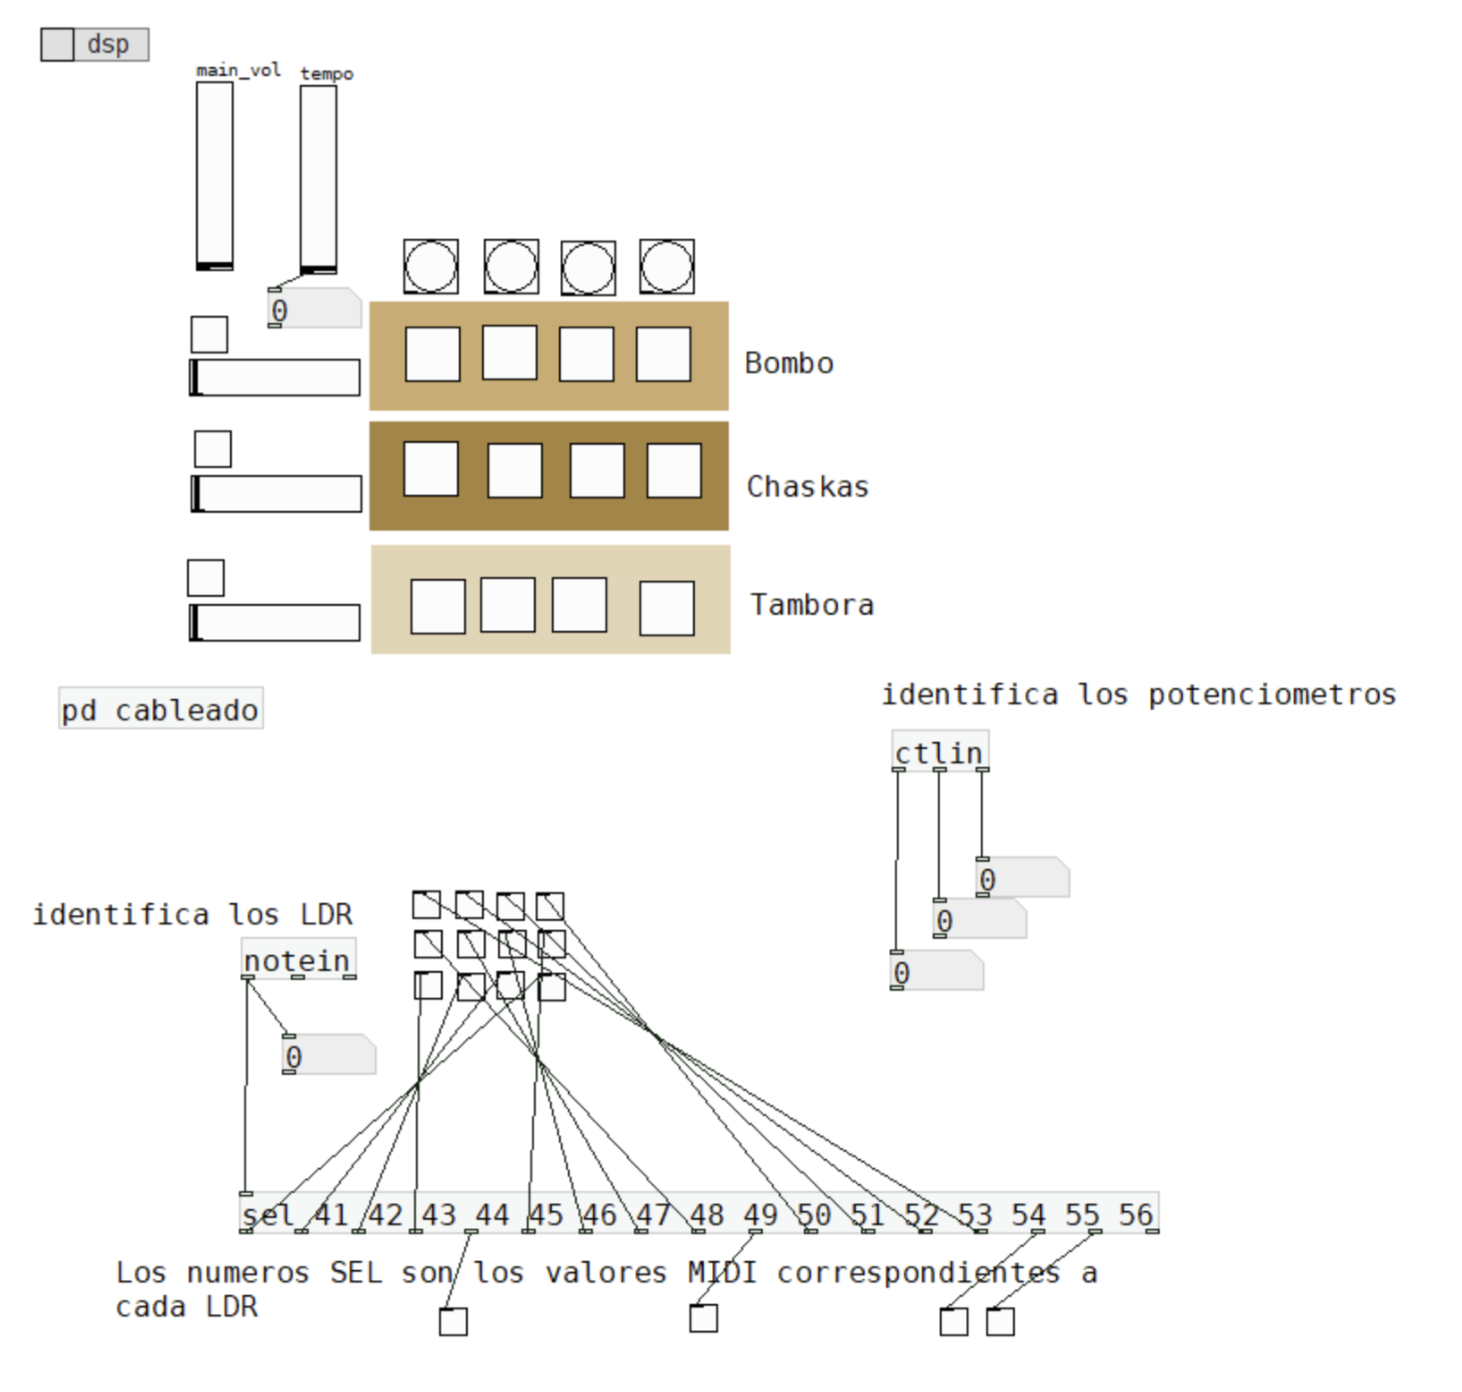 dsp
main_vol
tempo
0
Bombo
Chaskas
Tambora
pd cableado
identifica los potenciometros
ctlin
0
0
0
identifica los LDR
notein
0
sel 41 42 43 44 45 46 47 48 49 50 51 52 53 54 55 56
Los numeros SEL son los valores MIDI correspondientes a
cada LDR